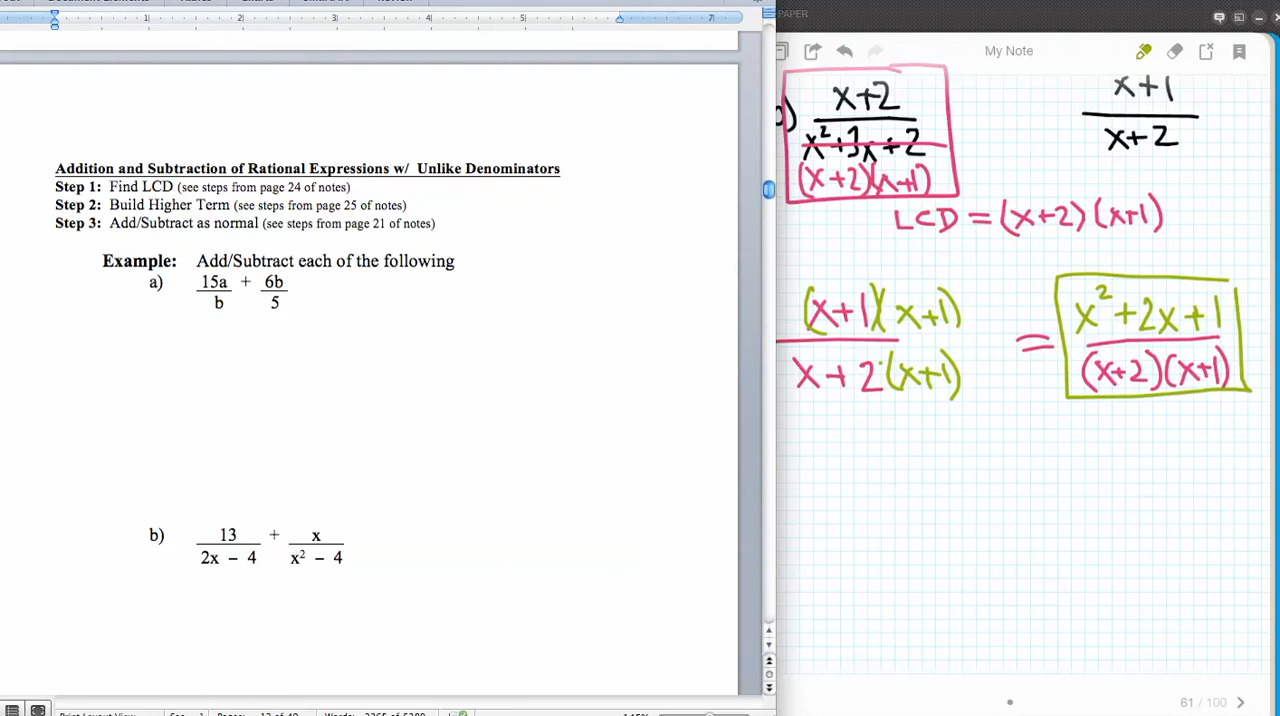 PAPER
My Note
Addition and Subtraction of Rational Expressions w/ Unlike Denominators
Step 1: Find LCD (see steps from page 24 of notes)
Step 2: Build Higher Term (see steps from page 25 of notes)
Step 3: Add/Subtract as normal (see steps from page 21 of notes)
Example: Add/Subtract each of the following
a) 15a + 6b
b 5
b) 13 + x
2x – 4 x² – 4
x+2
x²+3x+2
(x+2)(x+1)
x+1
x+2
LCD = (x+2)(x+1)
(x+1)(x+1)
x+2·(x+1)
=
x²+2x+1
(x+2)(x+1)
61 / 100